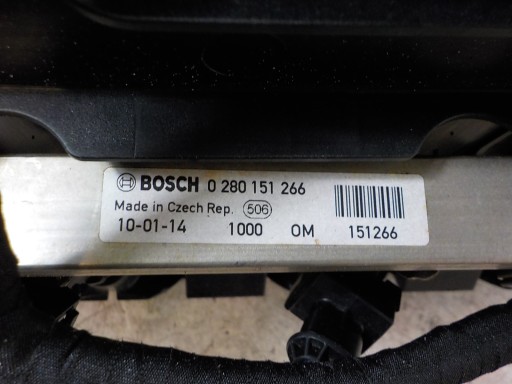 BOSCH 0 280 151 266
Made in Czech Rep. 506
10-01-14 1000 OM 151266